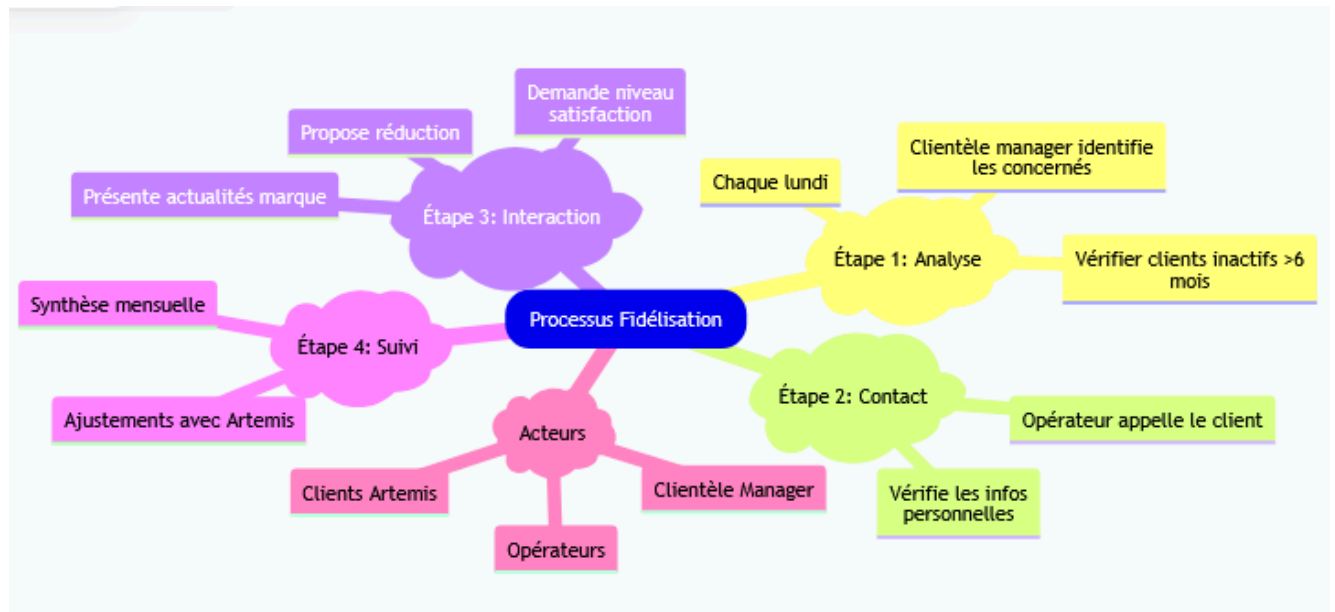 Demande niveau
satisfaction
Propose réduction
Présente actualités marque
Étape 3: Interaction
Clientèle manager identifie
les concernés
Chaque lundi
Étape 1: Analyse
Vérifier clients inactifs >6
mois
Processus Fidélisation
Synthèse mensuelle
Étape 4: Suivi
Ajustements avec Artemis
Étape 2: Contact
Opérateur appelle le client
Vérifie les infos
personnelles
Acteurs
Clients Artemis
Clientèle Manager
Opérateurs